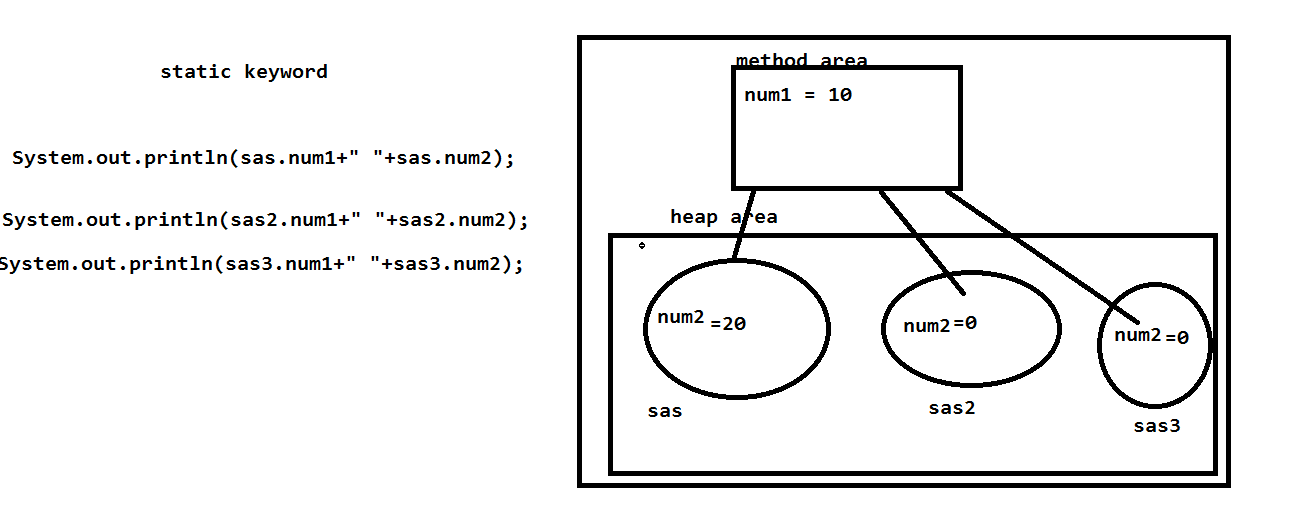 static keyword
System.out.println(sas.num1+" "+sas.num2);
System.out.println(sas2.num1+" "+sas2.num2);
System.out.println(sas3.num1+" "+sas3.num2);
method area
num1 = 10
heap area
num2 =20
num2=0
num2=0
sas
sas2
sas3